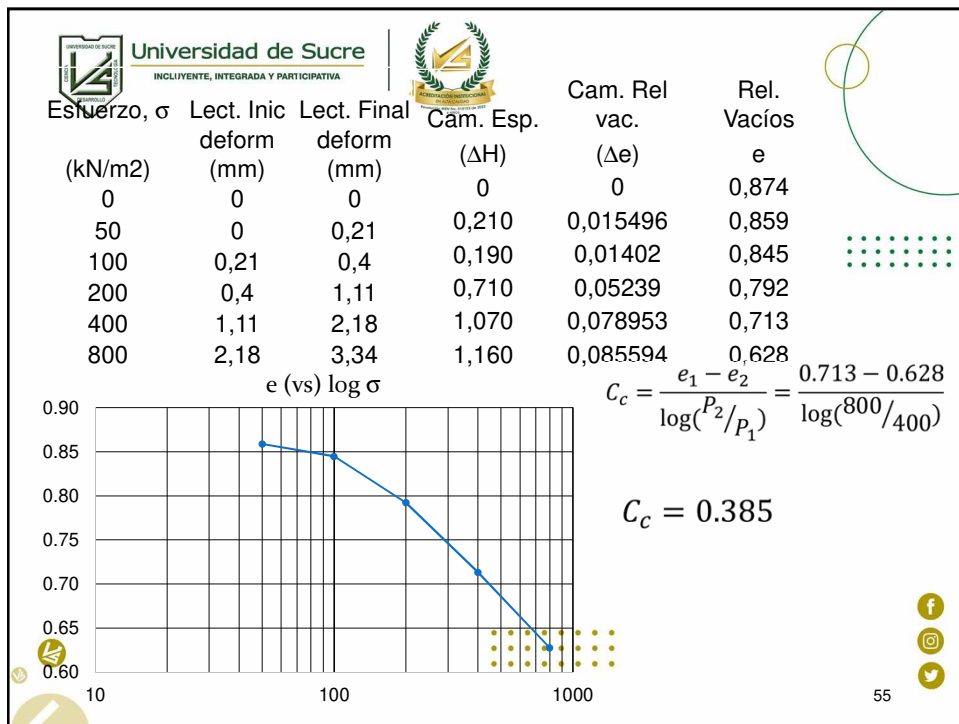 Universidad de Sucre
INCLUYENTE, INTEGRADA Y PARTICIPATIVA
UNIVERSIDAD DE SUCRE
ACREDITACIÓN INSTITUCIONAL
Esfuerzo, σ Lect. Inic Lect. Final Cam. Esp. Cam. Rel Rel.
deform deform vac. Vacíos
(kN/m2) (mm) (mm) (ΔH) (Δe) e
0 0 0 0 0 0,874
50 0 0,21 0,210 0,015496 0,859
100 0,21 0,4 0,190 0,01402 0,845
200 0,4 1,11 0,710 0,05239 0,792
400 1,11 2,18 1,070 0,078953 0,713
800 2,18 3,34 1,160 0,085594 0,628
e (vs) log σ
0.90
0.85
0.80
0.75
0.70
0.65
0.60
10 100 1000
C_c = (e_1 − e_2)/log(P_2/P_1) = (0.713 − 0.628)/log(800/400)
C_c = 0.385
55